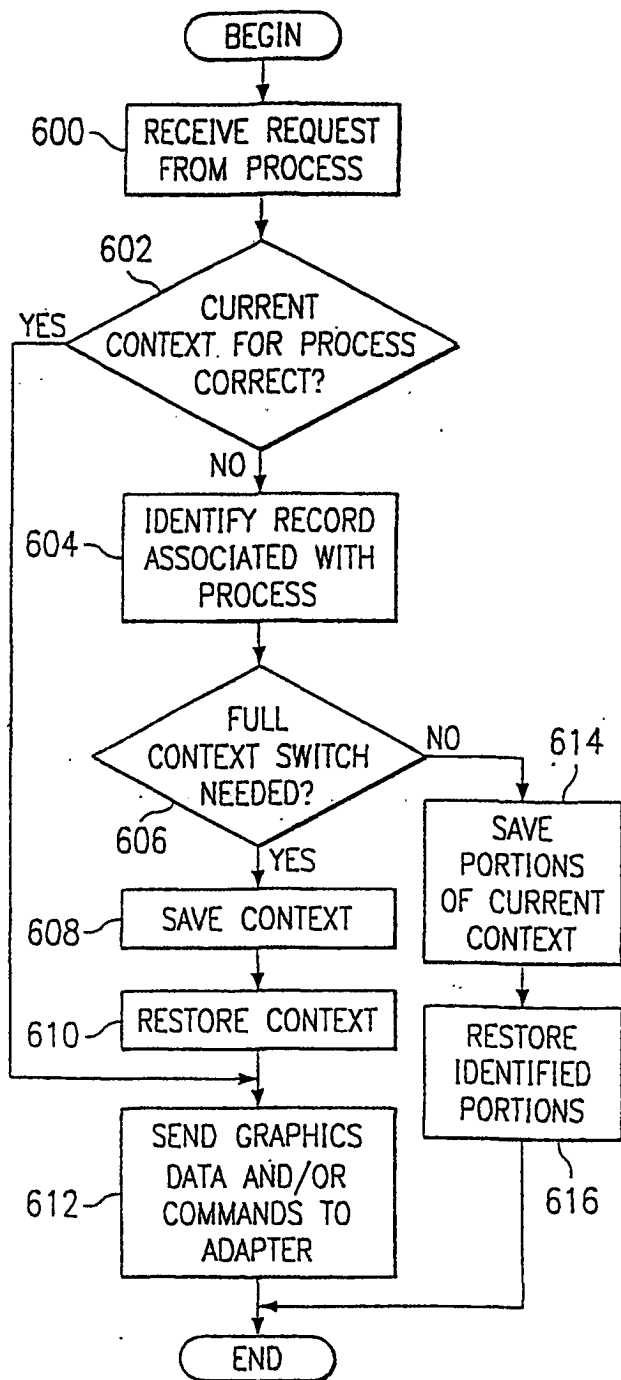 BEGIN
600
RECEIVE REQUEST
FROM PROCESS
602
YES
CURRENT
CONTEXT FOR PROCESS
CORRECT?
NO
604
IDENTIFY RECORD
ASSOCIATED WITH
PROCESS
FULL
CONTEXT SWITCH
NEEDED?
606
NO
614
YES
SAVE
PORTIONS
OF CURRENT
CONTEXT
608
SAVE CONTEXT
610
RESTORE CONTEXT
RESTORE
IDENTIFIED
PORTIONS
616
612
SEND GRAPHICS
DATA AND/OR
COMMANDS TO
ADAPTER
END